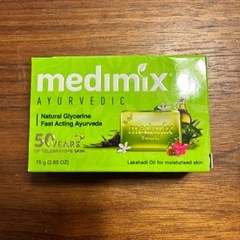 medimix
AYURVEDIC
Natural Glycerine
Fast Acting Ayurveda
50 YEARS
OF CELEBRATING SKIN
medimix
75 g (2.65 OZ)
Lakshadi Oil for moisturised skin